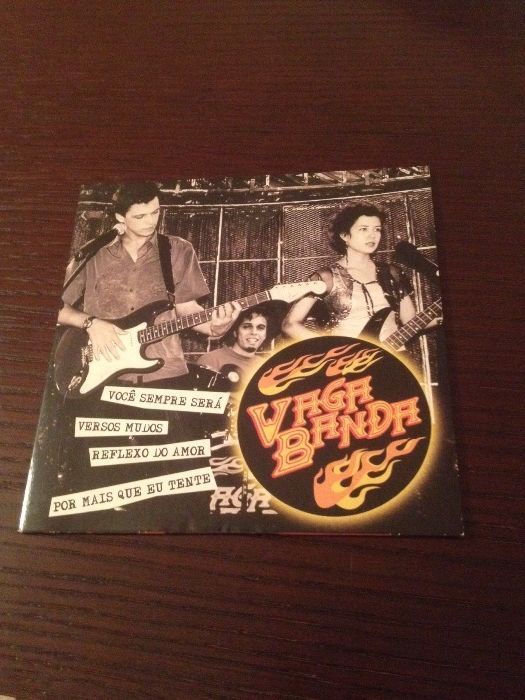 VOCÊ SEMPRE SERÁ
VERSOS MUDOS
REFLEXO DO AMOR
POR MAIS QUE EU TENTE
VAGA
BANDA